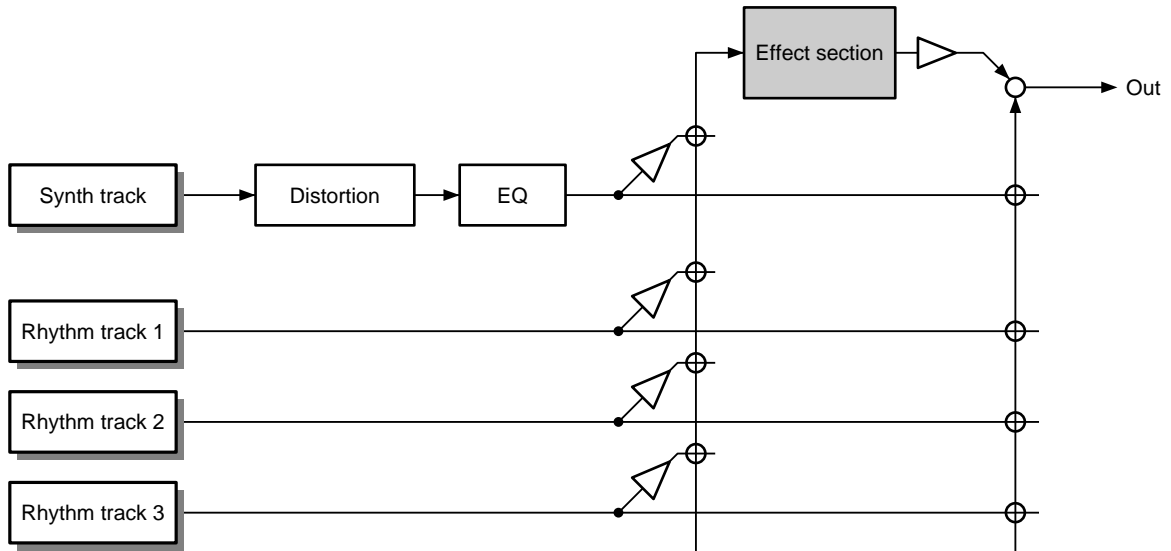 Effect section
Out
Synth track
Distortion
EQ
Rhythm track 1
Rhythm track 2
Rhythm track 3